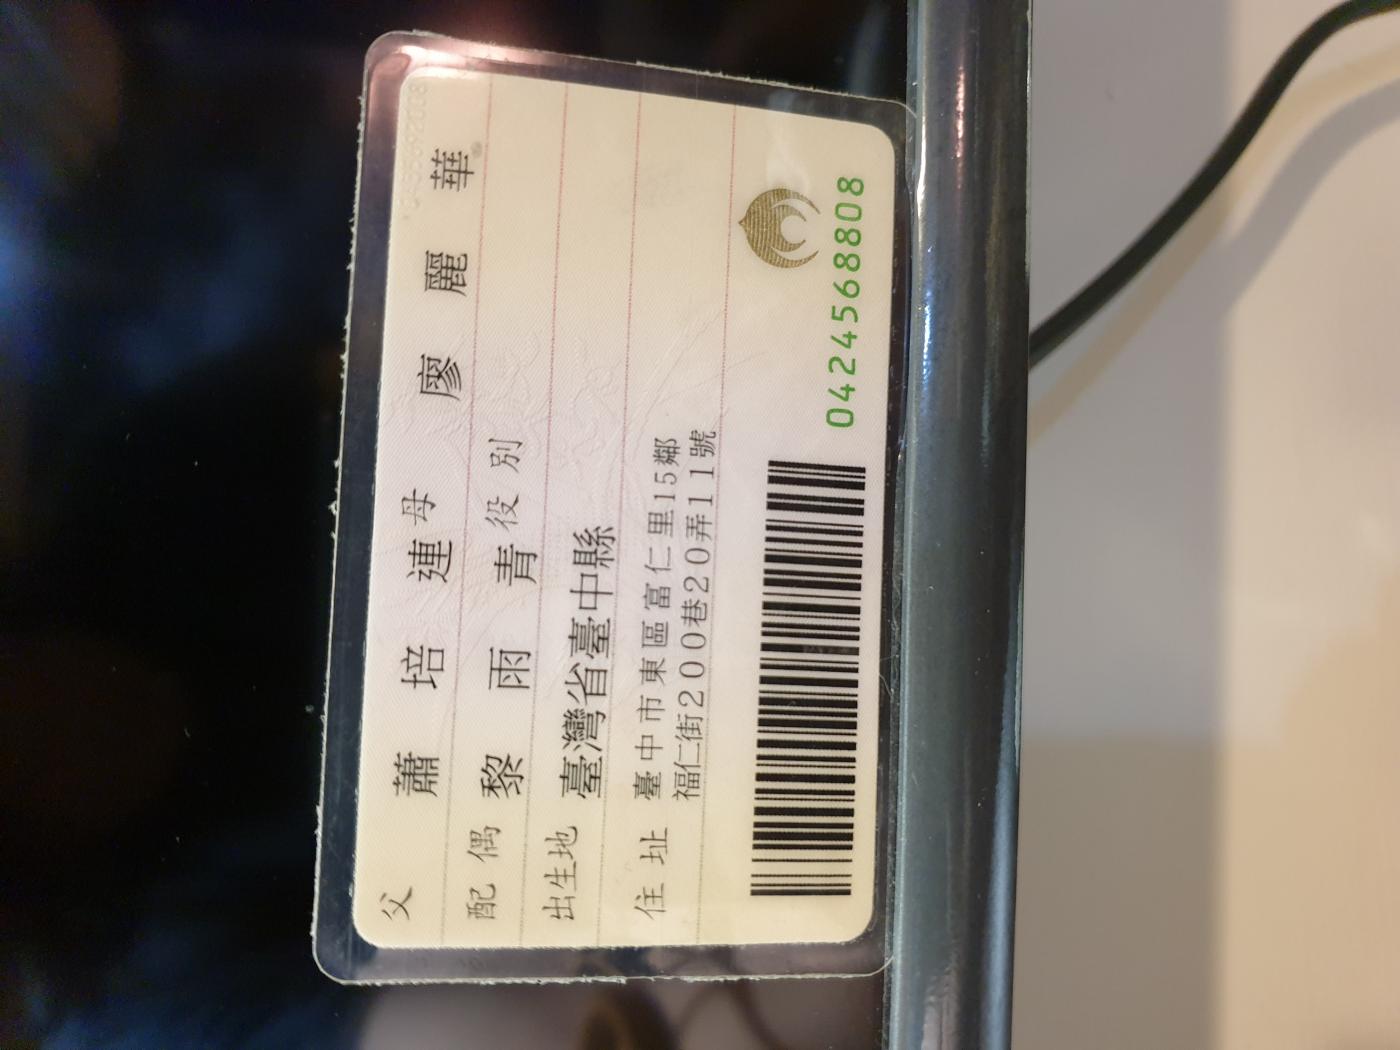 父 蕭培連 母 廖麗華
配偶 黎雨青 役別
出生地 臺灣省臺中縣
住址 臺中市東區富仁里15鄰
福仁街200巷20弄11號
0424568808